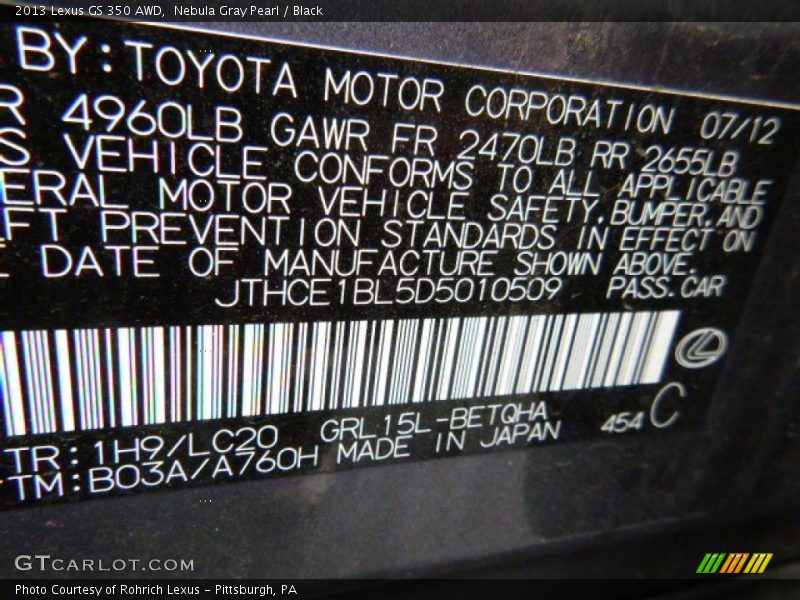 2013 Lexus GS 350 AWD,  Nebula Gray Pearl / Black
BY: TOYOTA MOTOR CORPORATION 07/12
R 4960LB GAWR FR 2470LB RR 2655LB
S VEHICLE CONFORMS TO ALL APPLICABLE
ERAL MOTOR VEHICLE SAFETY, BUMPER, AND
FT PREVENTION STANDARDS IN EFFECT ON
E DATE OF MANUFACTURE SHOWN ABOVE.
JTHCE1BL5D5010509 PASS. CAR
TR: 1H9/LC20 GRL15L-BETQHA 454 C
TM: B03A/A760H MADE IN JAPAN
GTCARLOT.COM
Photo Courtesy of Rohrich Lexus - Pittsburgh, PA